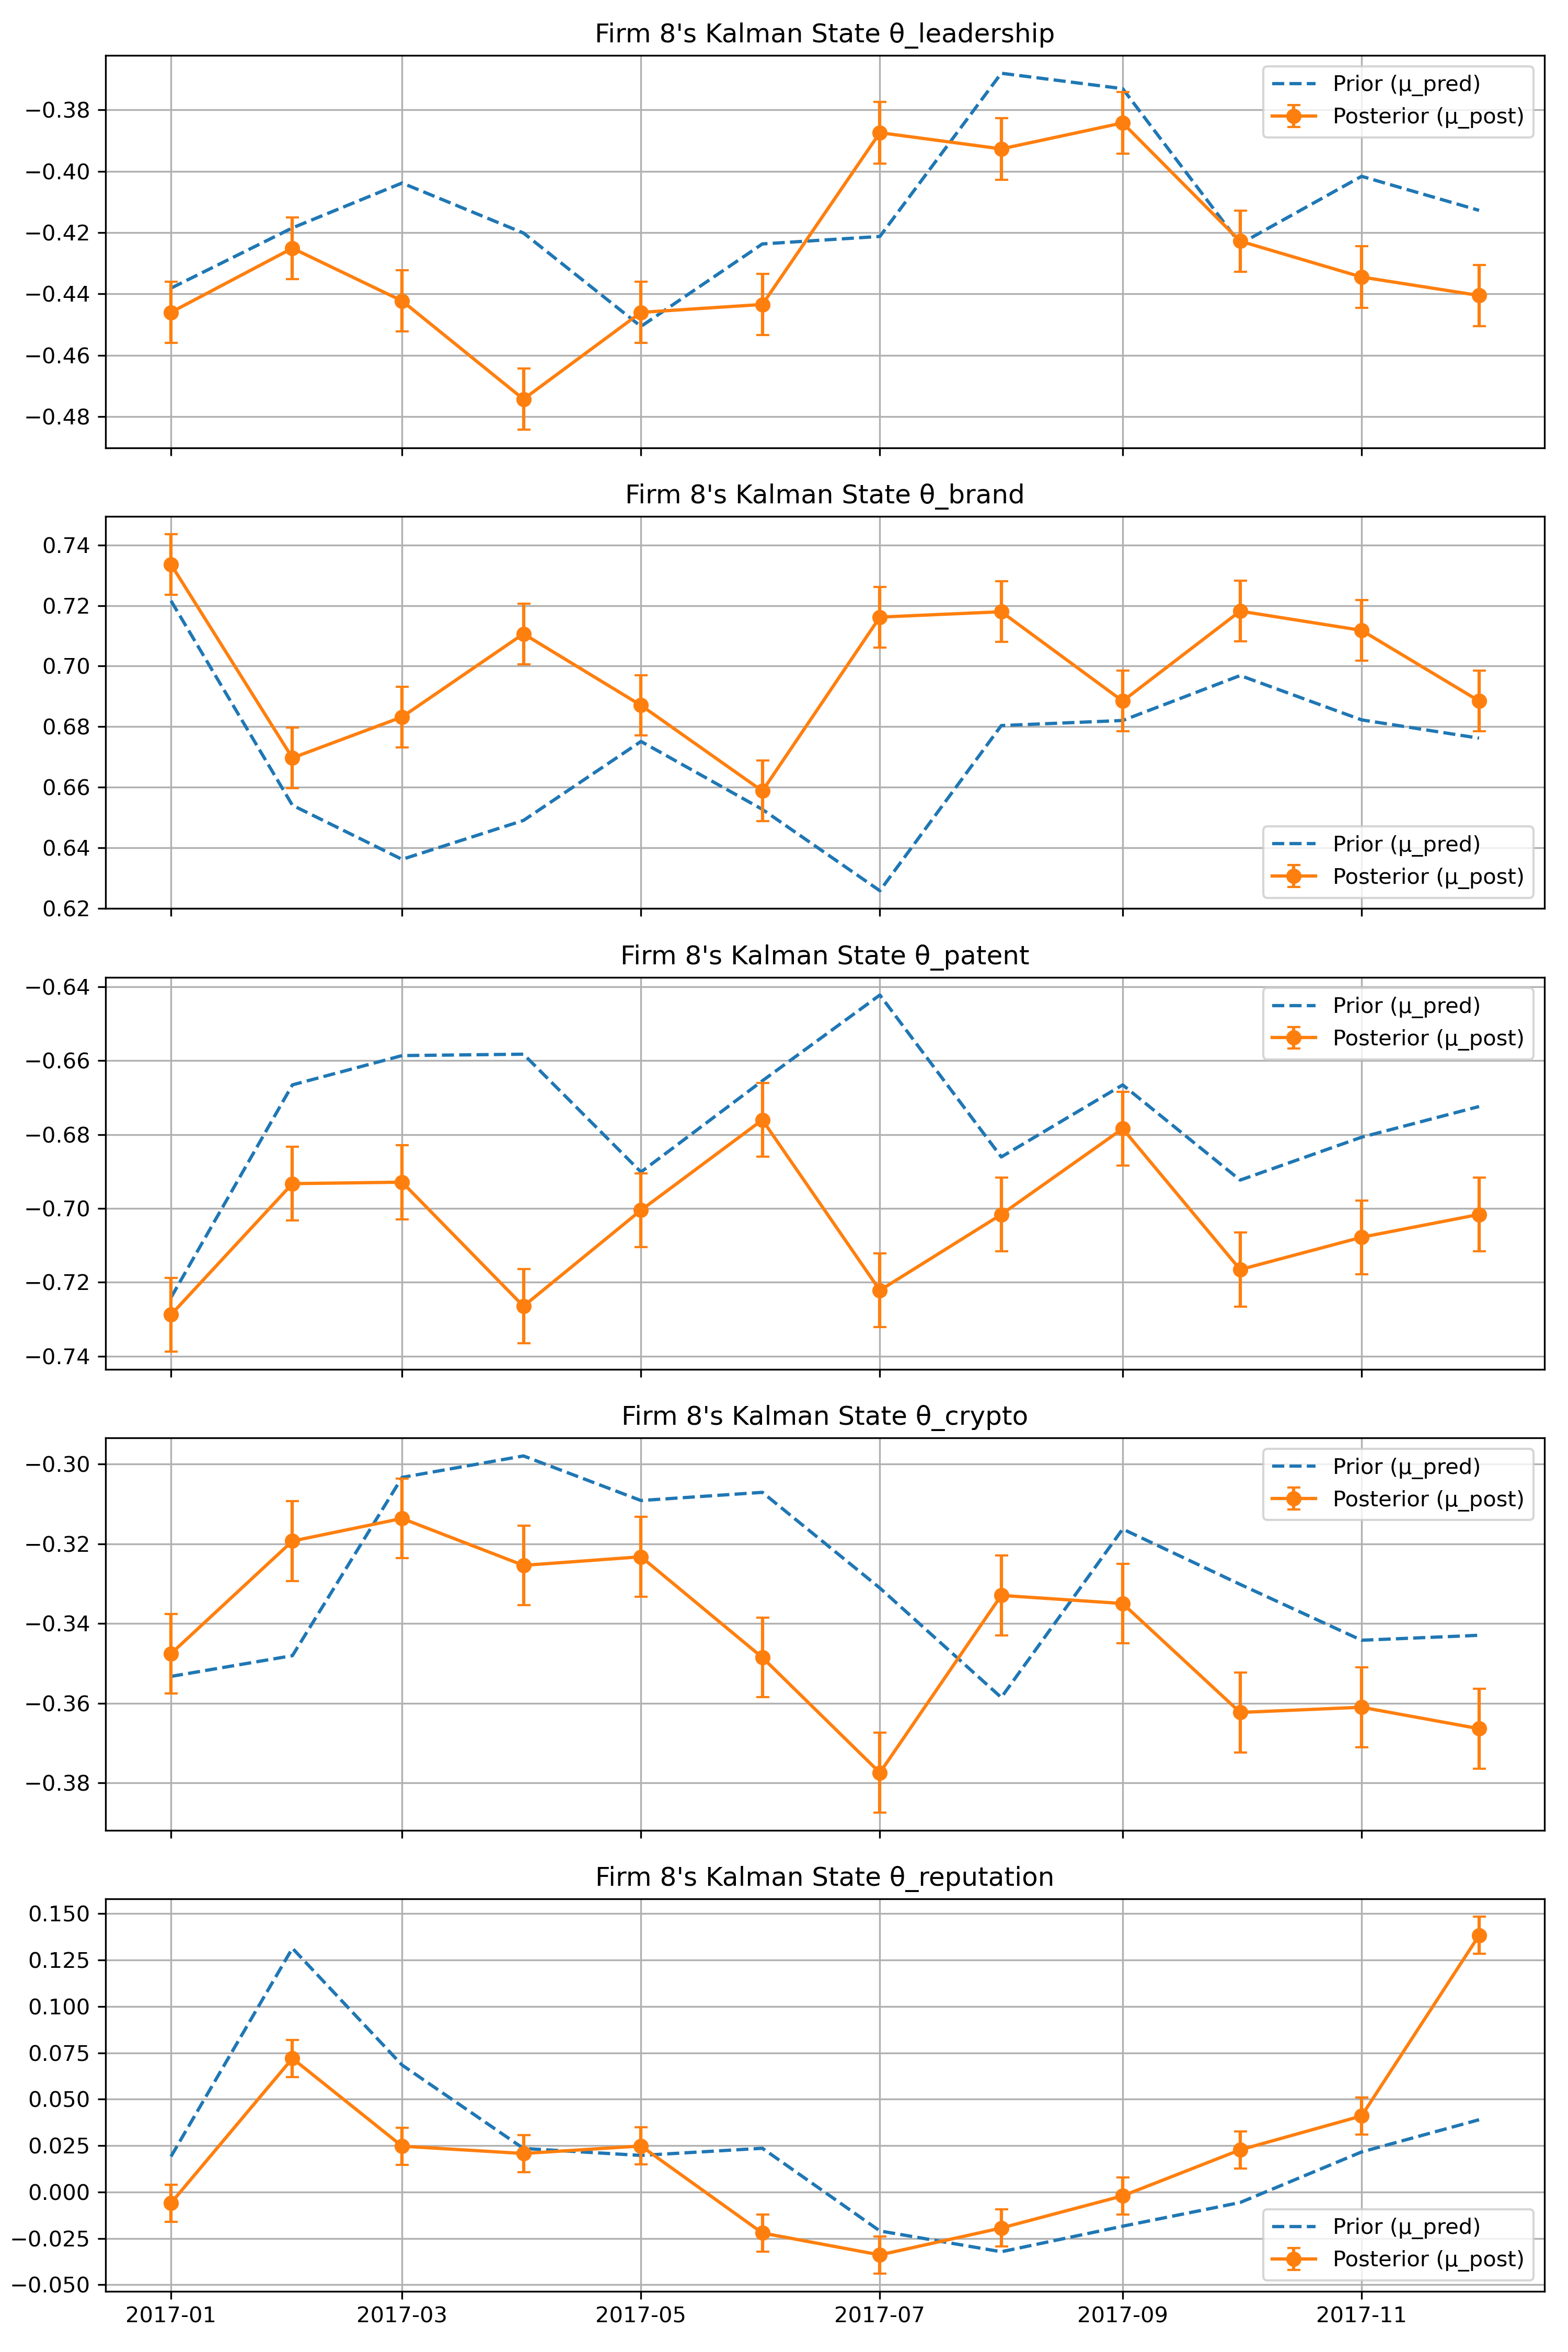 Firm 8's Kalman State θ_leadership
Prior (μ_pred)
Posterior (μ_post)
−0.38
−0.40
−0.42
−0.44
−0.46
−0.48
Firm 8's Kalman State θ_brand
0.74
0.72
0.70
0.68
0.66
0.64
0.62
Prior (μ_pred)
Posterior (μ_post)
Firm 8's Kalman State θ_patent
Prior (μ_pred)
Posterior (μ_post)
−0.64
−0.66
−0.68
−0.70
−0.72
−0.74
Firm 8's Kalman State θ_crypto
Prior (μ_pred)
Posterior (μ_post)
−0.30
−0.32
−0.34
−0.36
−0.38
Firm 8's Kalman State θ_reputation
0.150
0.125
0.100
0.075
0.050
0.025
0.000
−0.025
−0.050
Prior (μ_pred)
Posterior (μ_post)
2017-01 2017-03 2017-05 2017-07 2017-09 2017-11